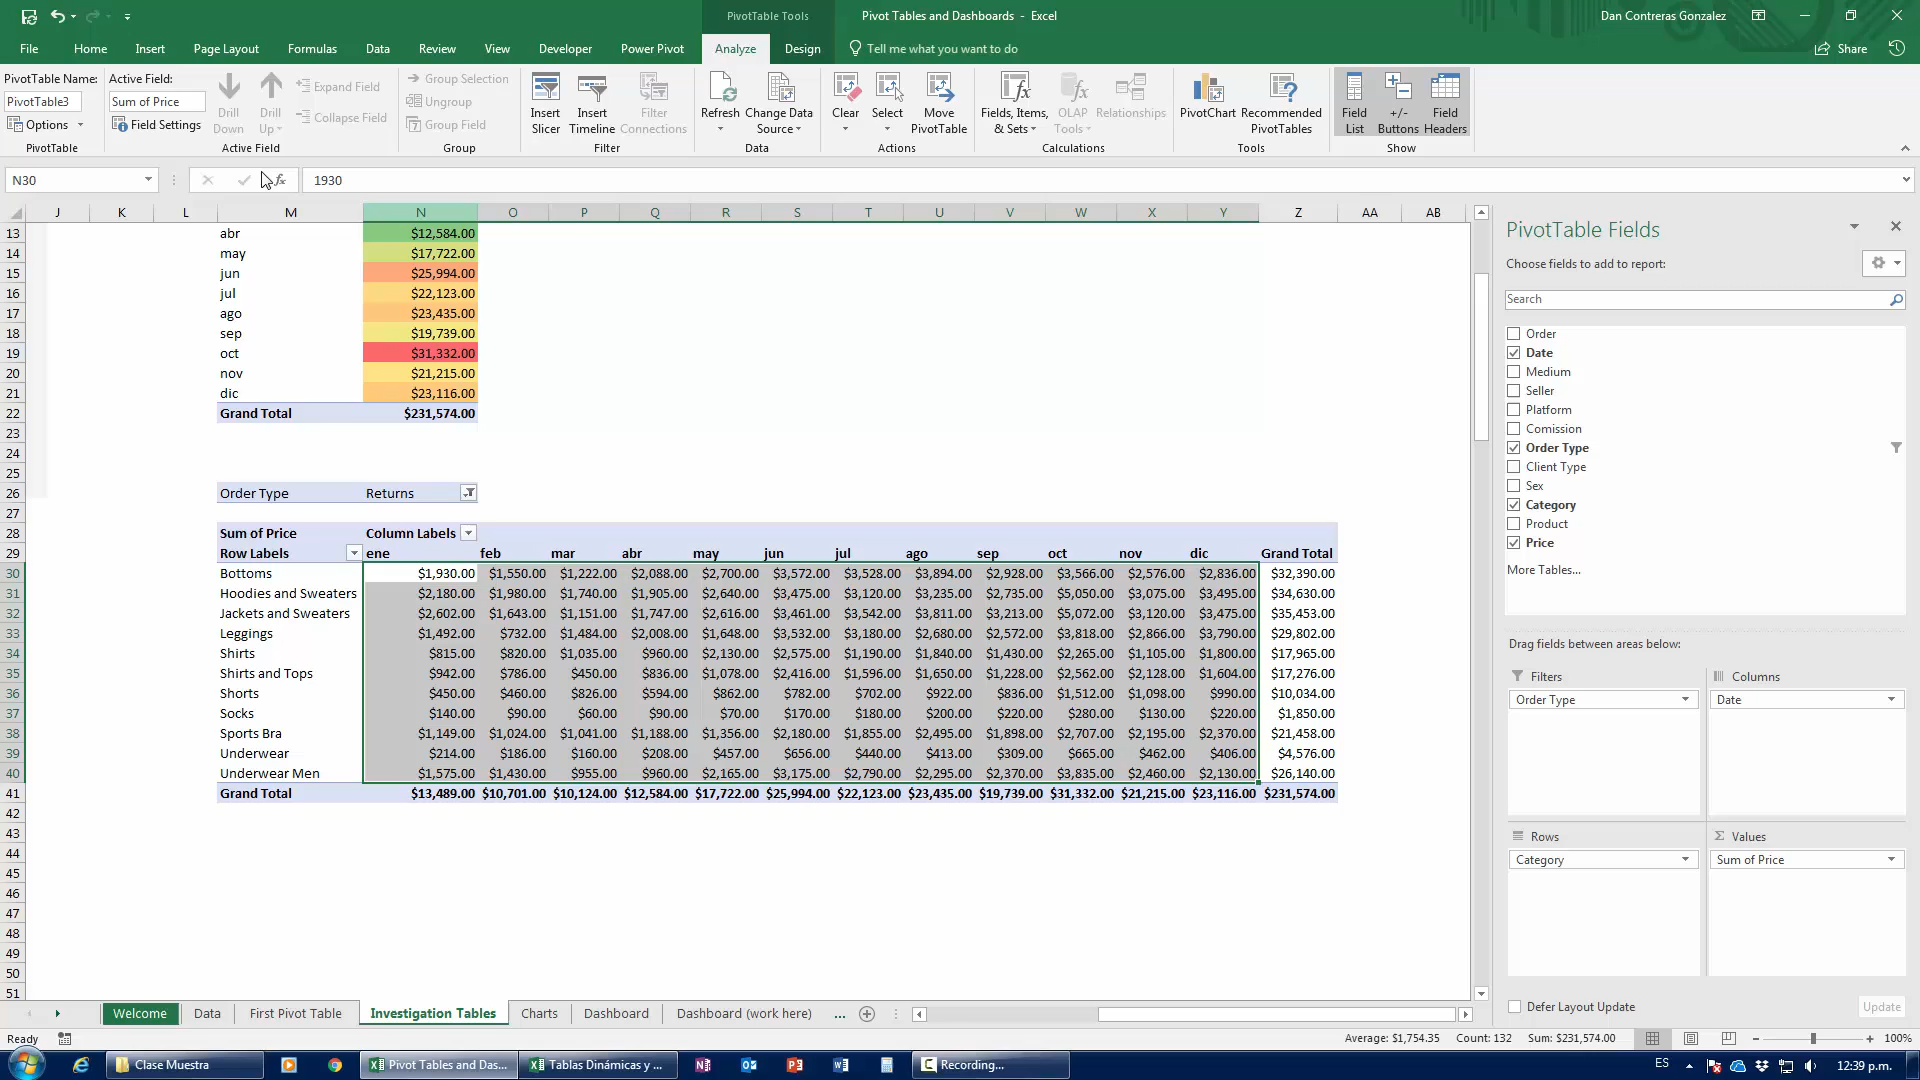 PivotTable Tools
Pivot Tables and Dashboards - Excel
Dan Contreras Gonzalez
File Home Insert Page Layout Formulas Data Review View Developer Power Pivot Analyze Design Tell me what you want to do Share
PivotTable Name:
PivotTable3
Options
PivotTable
Active Field:
Sum of Price
Field Settings
Drill Down
Drill Up
Expand Field
Collapse Field
Active Field
Group Selection
Ungroup
Group Field
Group
Insert Slicer
Insert Timeline
Filter Connections
Filter
Refresh
Change Data Source
Data
Clear
Select
Move PivotTable
Actions
Fields, Items, & Sets
OLAP Tools
Relationships
Calculations
PivotChart
Recommended PivotTables
Tools
Field List
+/- Buttons
Field Headers
Show
N30 fx 1930
J K L M N O P Q R S T U V W X Y Z AA AB
13 abr $12,584.00
14 may $17,722.00
15 jun $25,994.00
16 jul $22,123.00
17 ago $23,435.00
18 sep $19,739.00
19 oct $31,332.00
20 nov $21,215.00
21 dic $23,116.00
22 Grand Total $231,574.00
23
24
25
26 Order Type Returns
27
28 Sum of Price Column Labels
29 Row Labels ene feb mar abr may jun jul ago sep oct nov dic Grand Total
30 Bottoms $1,930.00 $1,550.00 $1,222.00 $2,088.00 $2,700.00 $3,572.00 $3,528.00 $3,894.00 $2,928.00 $3,566.00 $2,576.00 $2,836.00 $32,390.00
31 Hoodies and Sweaters $2,180.00 $1,980.00 $1,740.00 $1,905.00 $2,640.00 $3,475.00 $3,120.00 $3,235.00 $2,735.00 $5,050.00 $3,075.00 $3,495.00 $34,630.00
32 Jackets and Sweaters $2,602.00 $1,643.00 $1,151.00 $1,747.00 $2,616.00 $3,461.00 $3,542.00 $3,811.00 $3,213.00 $5,072.00 $3,120.00 $3,475.00 $35,453.00
33 Leggings $1,492.00 $732.00 $1,484.00 $2,008.00 $1,648.00 $3,532.00 $3,180.00 $2,680.00 $2,572.00 $3,818.00 $2,866.00 $3,790.00 $29,802.00
34 Shirts $815.00 $820.00 $1,035.00 $960.00 $2,130.00 $2,575.00 $1,190.00 $1,840.00 $1,430.00 $2,265.00 $1,105.00 $1,800.00 $17,965.00
35 Shirts and Tops $942.00 $786.00 $450.00 $836.00 $1,078.00 $2,416.00 $1,596.00 $1,650.00 $1,228.00 $2,562.00 $2,128.00 $1,604.00 $17,276.00
36 Shorts $450.00 $460.00 $826.00 $594.00 $862.00 $782.00 $702.00 $922.00 $836.00 $1,512.00 $1,098.00 $990.00 $10,034.00
37 Socks $140.00 $90.00 $60.00 $90.00 $70.00 $170.00 $180.00 $200.00 $220.00 $280.00 $130.00 $220.00 $1,850.00
38 Sports Bra $1,149.00 $1,024.00 $1,041.00 $1,188.00 $1,356.00 $2,180.00 $1,855.00 $2,495.00 $1,898.00 $2,707.00 $2,195.00 $2,370.00 $21,458.00
39 Underwear $214.00 $186.00 $160.00 $208.00 $457.00 $656.00 $440.00 $413.00 $309.00 $665.00 $462.00 $406.00 $4,576.00
40 Underwear Men $1,575.00 $1,430.00 $955.00 $960.00 $2,165.00 $3,175.00 $2,790.00 $2,295.00 $2,370.00 $3,835.00 $2,460.00 $2,130.00 $26,140.00
41 Grand Total $13,489.00 $10,701.00 $10,124.00 $12,584.00 $17,722.00 $25,994.00 $22,123.00 $23,435.00 $19,739.00 $31,332.00 $21,215.00 $23,116.00 $231,574.00
42
43
44
45
46
47
48
49
50
51
PivotTable Fields
Choose fields to add to report:
Search
Order
Date
Medium
Seller
Platform
Comission
Order Type
Client Type
Sex
Category
Product
Price
More Tables...
Drag fields between areas below:
Filters
Order Type
Columns
Date
Rows
Category
Σ Values
Sum of Price
Defer Layout Update Update
Welcome Data First Pivot Table Investigation Tables Charts Dashboard Dashboard (work here) ...
Ready Average: $1,754.35 Count: 132 Sum: $231,574.00 100%
Clase Muestra Pivot Tables and Das... Tablas Dinámicas y ... Recording... ES 12:39 p.m.